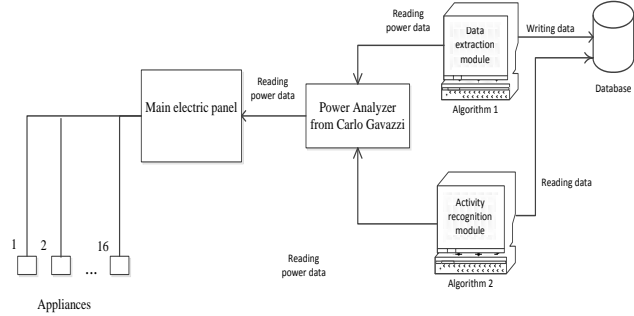 Reading
power data
Data
extraction
module
Writing data
Algorithm 1
Database
Reading
power data
Main electric panel
Power Analyzer
from Carlo Gavazzi
Activity
recognition
module
Reading data
Algorithm 2
Reading
power data
1
2
...
16
Appliances